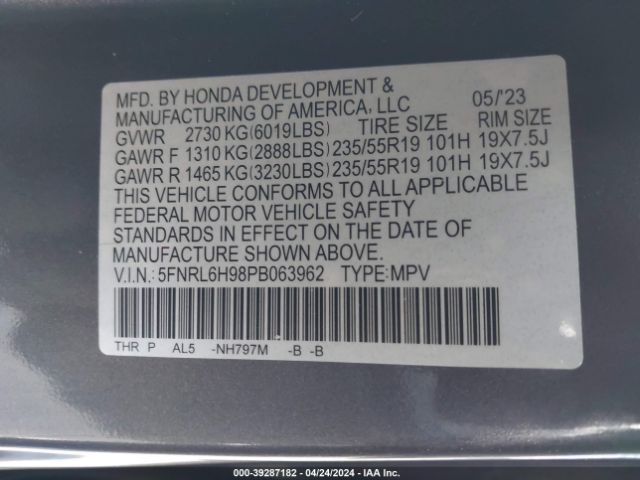 MFD. BY HONDA DEVELOPMENT &
MANUFACTURING OF AMERICA, LLC 05/'23
GVWR 2730 KG(6019LBS) TIRE SIZE RIM SIZE
GAWR F 1310 KG(2888LBS) 235/55R19 101H 19X7.5J
GAWR R 1465 KG(3230LBS) 235/55R19 101H 19X7.5J
THIS VEHICLE CONFORMS TO ALL APPLICABLE
FEDERAL MOTOR VEHICLE SAFETY
STANDARDS IN EFFECT ON THE DATE OF
MANUFACTURE SHOWN ABOVE.
V.I.N.: 5FNRL6H98PB063962 TYPE:MPV
THR P AL5 -NH797M -B -B
000-39287182 - 04/24/2024 - IAA Inc.